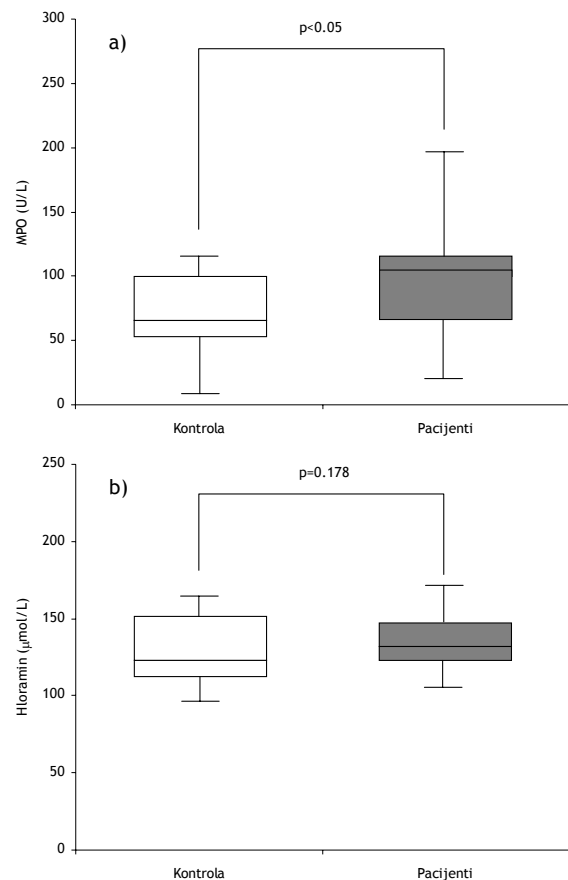 300
a)
p<0.05
250
200
150
100
50
0
MPO (U/L)
Kontrola Pacijenti
250
b)
p=0.178
200
150
100
50
0
Hloramin (μmol/L)
Kontrola Pacijenti